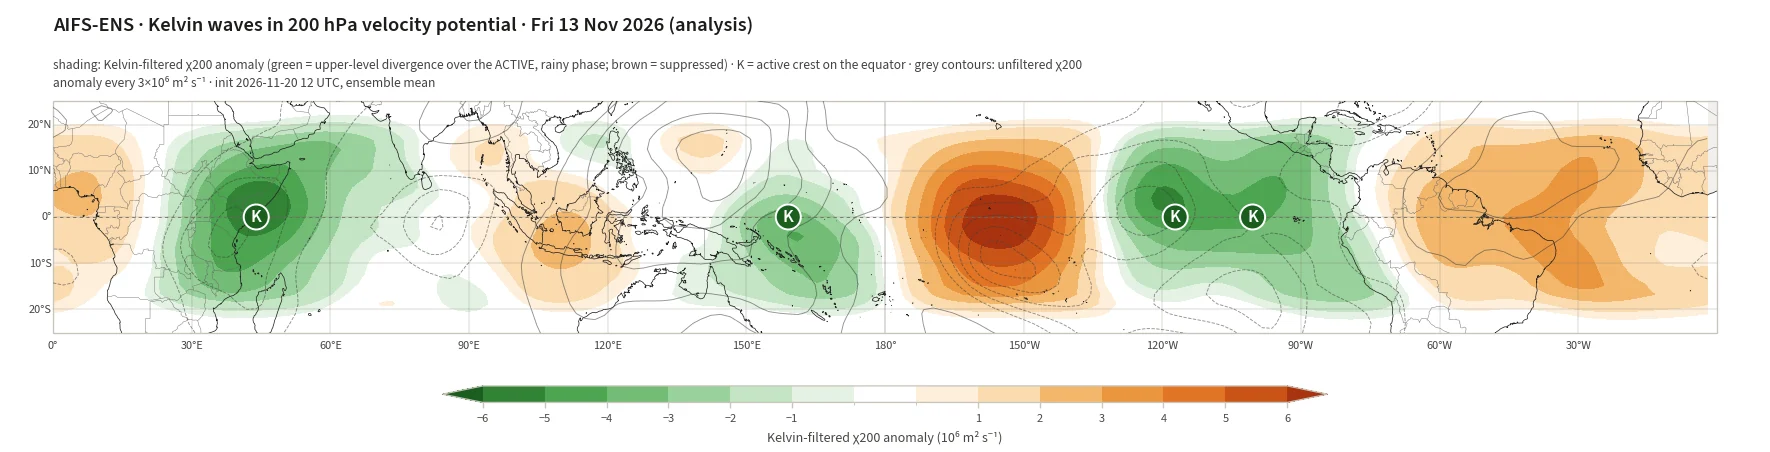 AIFS-ENS · Kelvin waves in 200 hPa velocity potential · Fri 13 Nov 2026 (analysis)
shading: Kelvin-filtered χ200 anomaly (green = upper-level divergence over the ACTIVE, rainy phase; brown = suppressed) · K = active crest on the equator · grey contours: unfiltered χ200
anomaly every 3×10⁶ m² s⁻¹ · init 2026-11-20 12 UTC, ensemble mean
20°N
10°N
0°
10°S
20°S
K K K K
0° 30°E 60°E 90°E 120°E 150°E 180° 150°W 120°W 90°W 60°W 30°W
−6 −5 −4 −3 −2 −1 1 2 3 4 5 6
Kelvin-filtered χ200 anomaly (10⁶ m² s⁻¹)